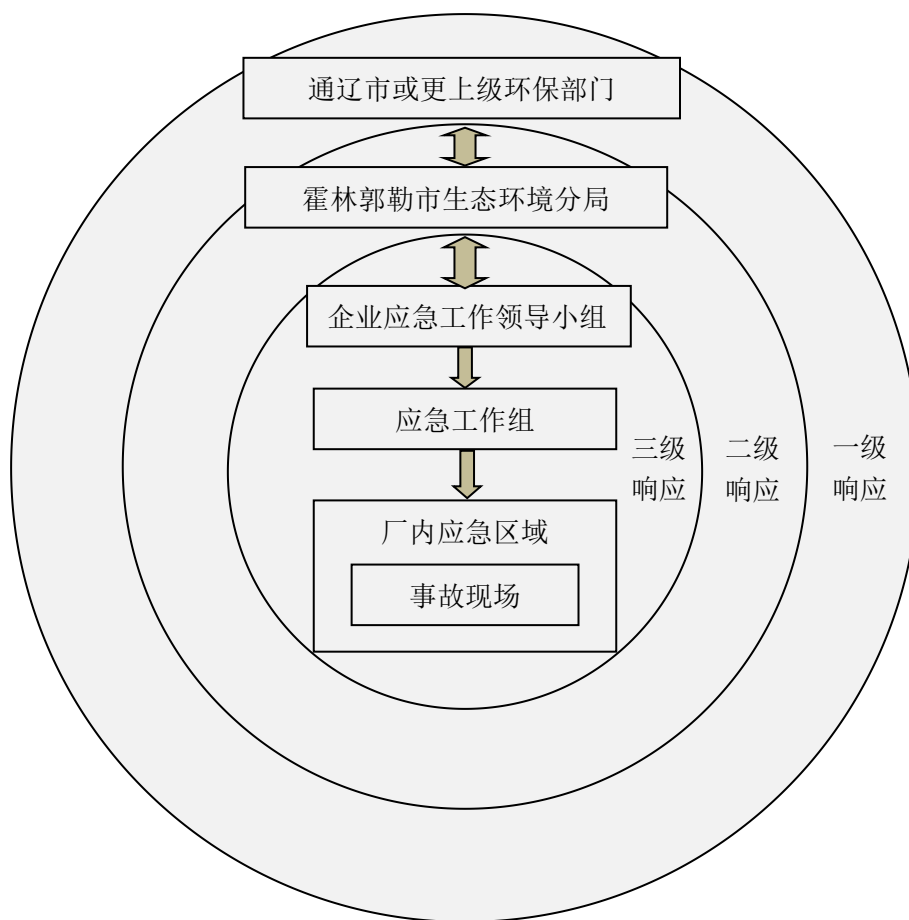 通辽市或更上级环保部门
霍林郭勒市生态环境分局
企业应急工作领导小组
应急工作组
三级
响应
二级
响应
一级
响应
厂内应急区域
事故现场